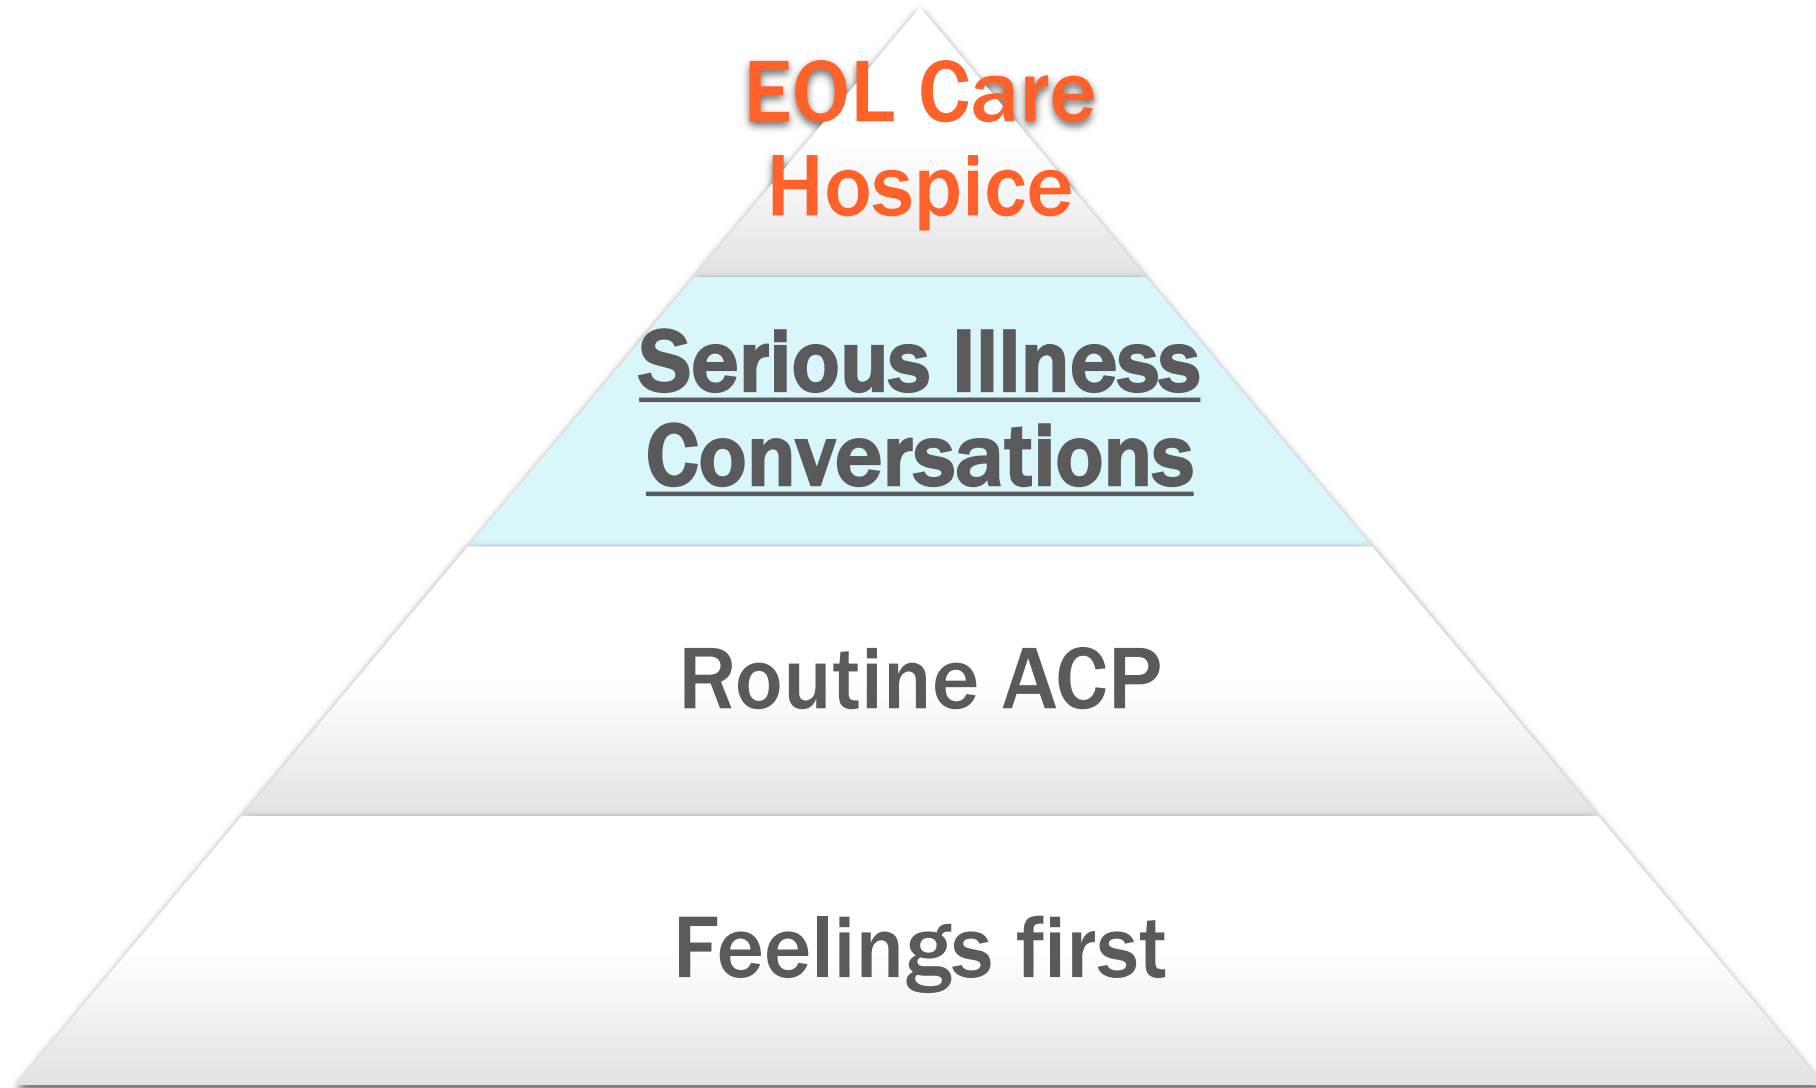 EOL Care
Hospice
Serious Illness
Conversations
Routine ACP
Feelings first